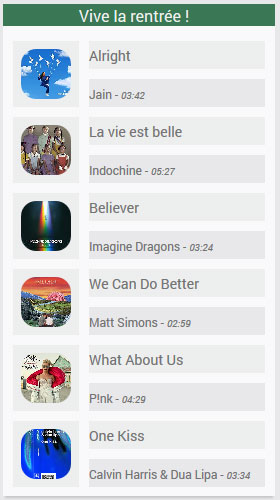 Vive la rentrée !
Alright
Jain - 03:42
La vie est belle
Indochine - 05:27
Believer
Imagine Dragons - 03:24
We Can Do Better
Matt Simons - 02:59
What About Us
P!nk - 04:29
One Kiss
Calvin Harris & Dua Lipa - 03:34